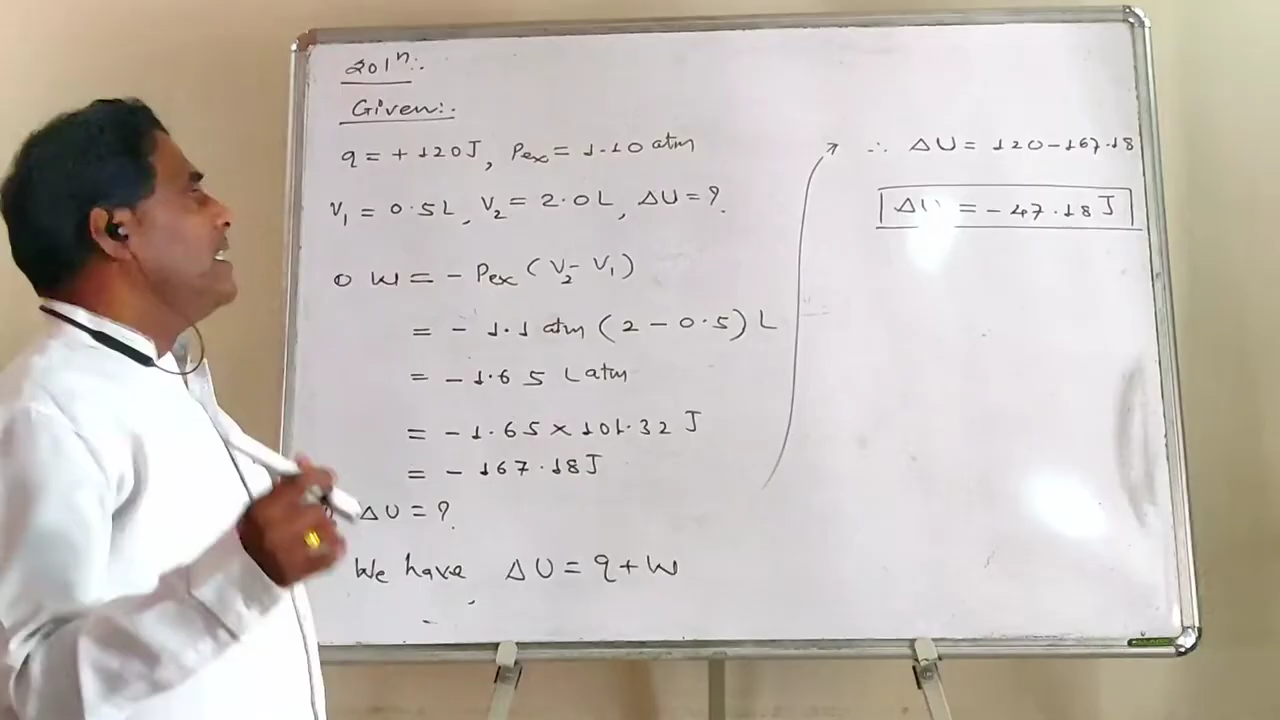 Solⁿ:.
Given:.
q = + 120J, Pex = 1.10 atm
V₁ = 0.5L, V₂ = 2.0L, ΔU = ?
① W = - Pex (V₂ - V₁)
= - 1.1 atm (2 - 0.5) L
= - 1.65 L atm
= - 1.65 × 101.32 J
= - 167.18J
ΔU = ?
We have ΔU = q + W
∴ ΔU = 120 - 167.18
ΔU = - 47.18 J